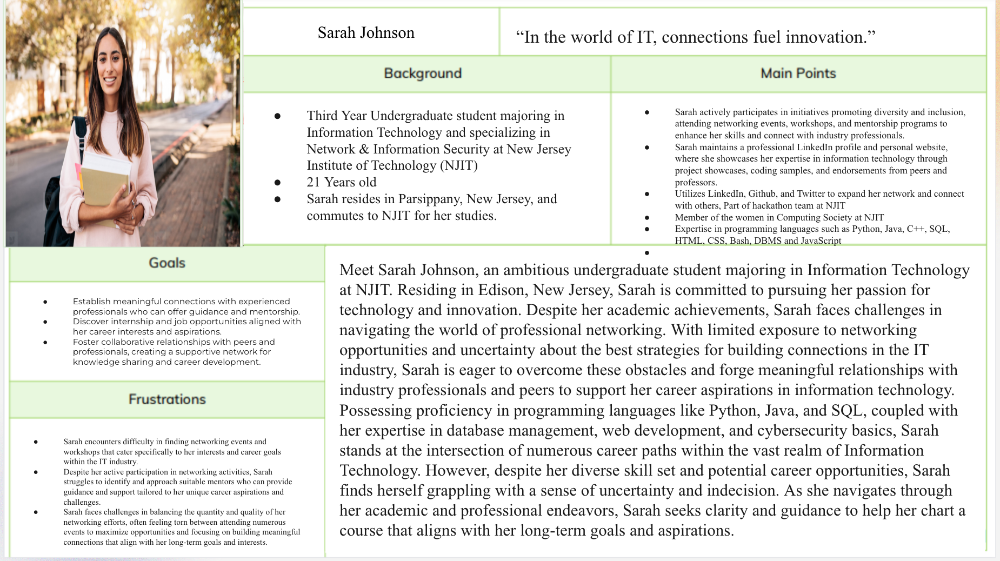 Sarah Johnson
“In the world of IT, connections fuel innovation.”
Background
● Third Year Undergraduate student majoring in
Information Technology and specializing in
Network & Information Security at New Jersey
Institute of Technology (NJIT)
● 21 Years old
● Sarah resides in Parsippany, New Jersey, and
commutes to NJIT for her studies.
Main Points
● Sarah actively participates in initiatives promoting diversity and inclusion,
attending networking events, workshops, and mentorship programs to
enhance her skills and connect with industry professionals.
● Sarah maintains a professional LinkedIn profile and personal website,
where she showcases her expertise in information technology through
project showcases, coding samples, and endorsements from peers and
professors.
● Utilizes LinkedIn, Github, and Twitter to expand her network and connect
with others, Part of hackathon team at NJIT
● Member of the women in Computing Society at NJIT
● Expertise in programming languages such as Python, Java, C++, SQL,
HTML, CSS, Bash, DBMS and JavaScript
●
Goals
● Establish meaningful connections with experienced
professionals who can offer guidance and mentorship.
● Discover internship and job opportunities aligned with
her career interests and aspirations.
● Foster collaborative relationships with peers and
professionals, creating a supportive network for
knowledge sharing and career development.
Frustrations
● Sarah encounters difficulty in finding networking events and
workshops that cater specifically to her interests and career goals
within the IT industry.
● Despite her active participation in networking activities, Sarah
struggles to identify and approach suitable mentors who can provide
guidance and support tailored to her unique career aspirations and
challenges.
● Sarah faces challenges in balancing the quantity and quality of her
networking efforts, often feeling torn between attending numerous
events to maximize opportunities and focusing on building meaningful
connections that align with her long-term goals and interests.
Meet Sarah Johnson, an ambitious undergraduate student majoring in Information Technology
at NJIT. Residing in Edison, New Jersey, Sarah is committed to pursuing her passion for
technology and innovation. Despite her academic achievements, Sarah faces challenges in
navigating the world of professional networking. With limited exposure to networking
opportunities and uncertainty about the best strategies for building connections in the IT
industry, Sarah is eager to overcome these obstacles and forge meaningful relationships with
industry professionals and peers to support her career aspirations in information technology.
Possessing proficiency in programming languages like Python, Java, and SQL, coupled with
her expertise in database management, web development, and cybersecurity basics, Sarah
stands at the intersection of numerous career paths within the vast realm of Information
Technology. However, despite her diverse skill set and potential career opportunities, Sarah
finds herself grappling with a sense of uncertainty and indecision. As she navigates through
her academic and professional endeavors, Sarah seeks clarity and guidance to help her chart a
course that aligns with her long-term goals and aspirations.